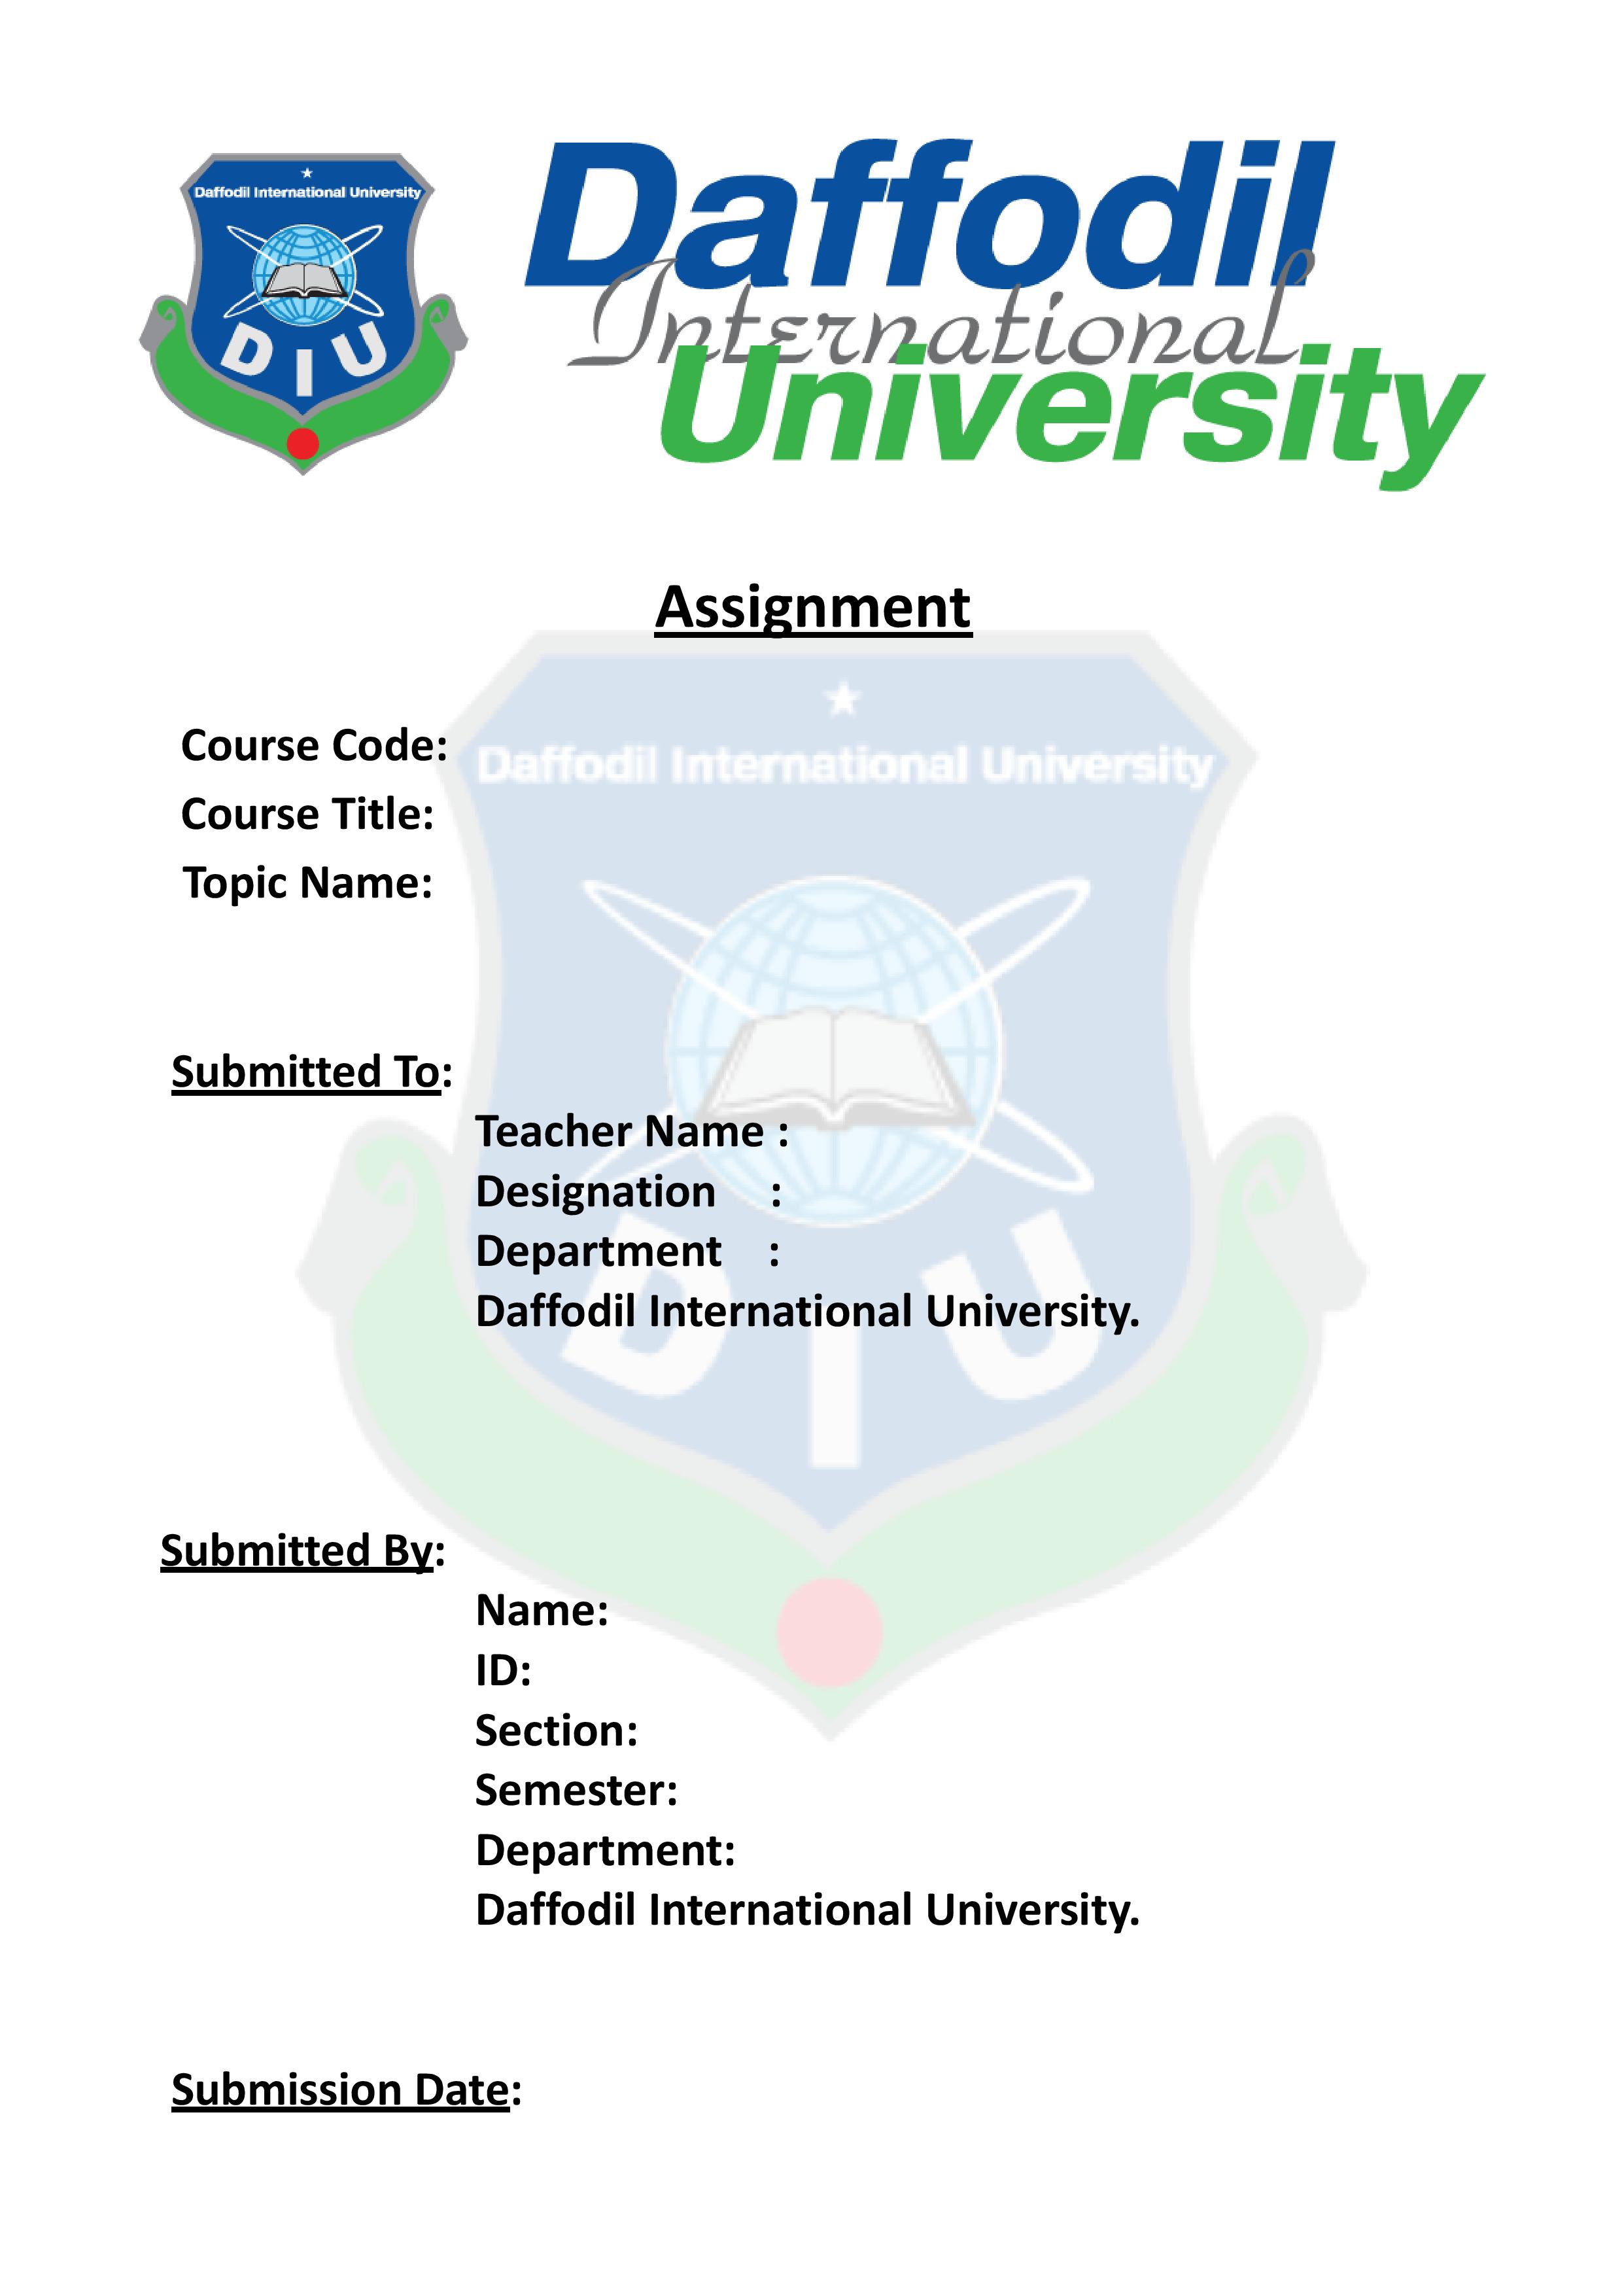 Daffodil International University
DIU
Daffodil
International
University
Assignment
Course Code:
Daffodil International University
Course Title:
Topic Name:
Submitted To:
Teacher Name :
Designation :
Department :
Daffodil International University.
DIU
Submitted By:
Name:
ID:
Section:
Semester:
Department:
Daffodil International University.
Submission Date: